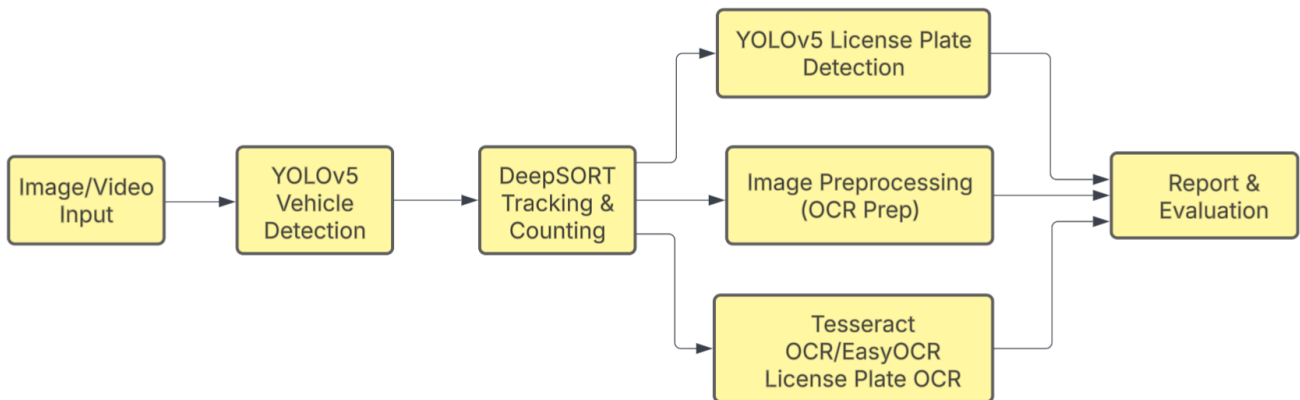 Image/Video
Input
YOLOv5
Vehicle
Detection
DeepSORT
Tracking &
Counting
YOLOv5 License Plate
Detection
Image Preprocessing
(OCR Prep)
Tesseract
OCR/EasyOCR
License Plate OCR
Report &
Evaluation